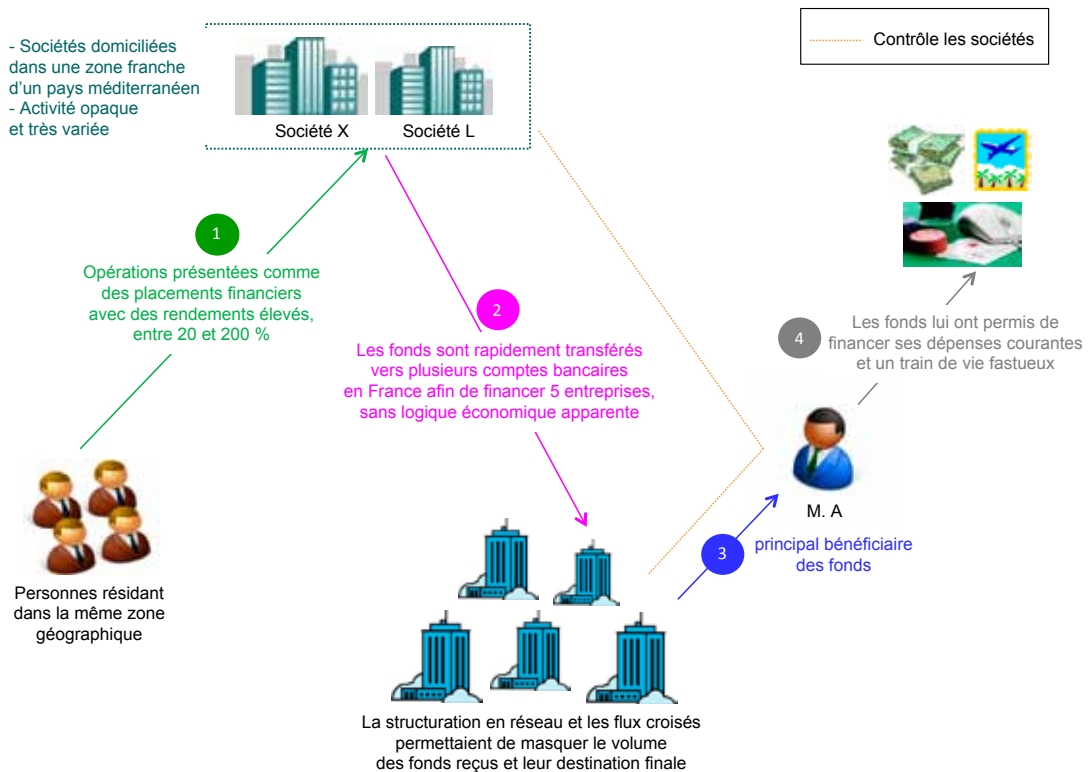 - Sociétés domiciliées
dans une zone franche
d'un pays méditerranéen
- Activité opaque
et très variée
Société X
Société L
Contrôle les sociétés
1
Opérations présentées comme
des placements financiers
avec des rendements élevés,
entre 20 et 200 %
2
Les fonds sont rapidement transférés
vers plusieurs comptes bancaires
en France afin de financer 5 entreprises,
sans logique économique apparente
4
Les fonds lui ont permis de
financer ses dépenses courantes
et un train de vie fastueux
M. A
3
principal bénéficiaire
des fonds
Personnes résidant
dans la même zone
géographique
La structuration en réseau et les flux croisés
permettaient de masquer le volume
des fonds reçus et leur destination finale